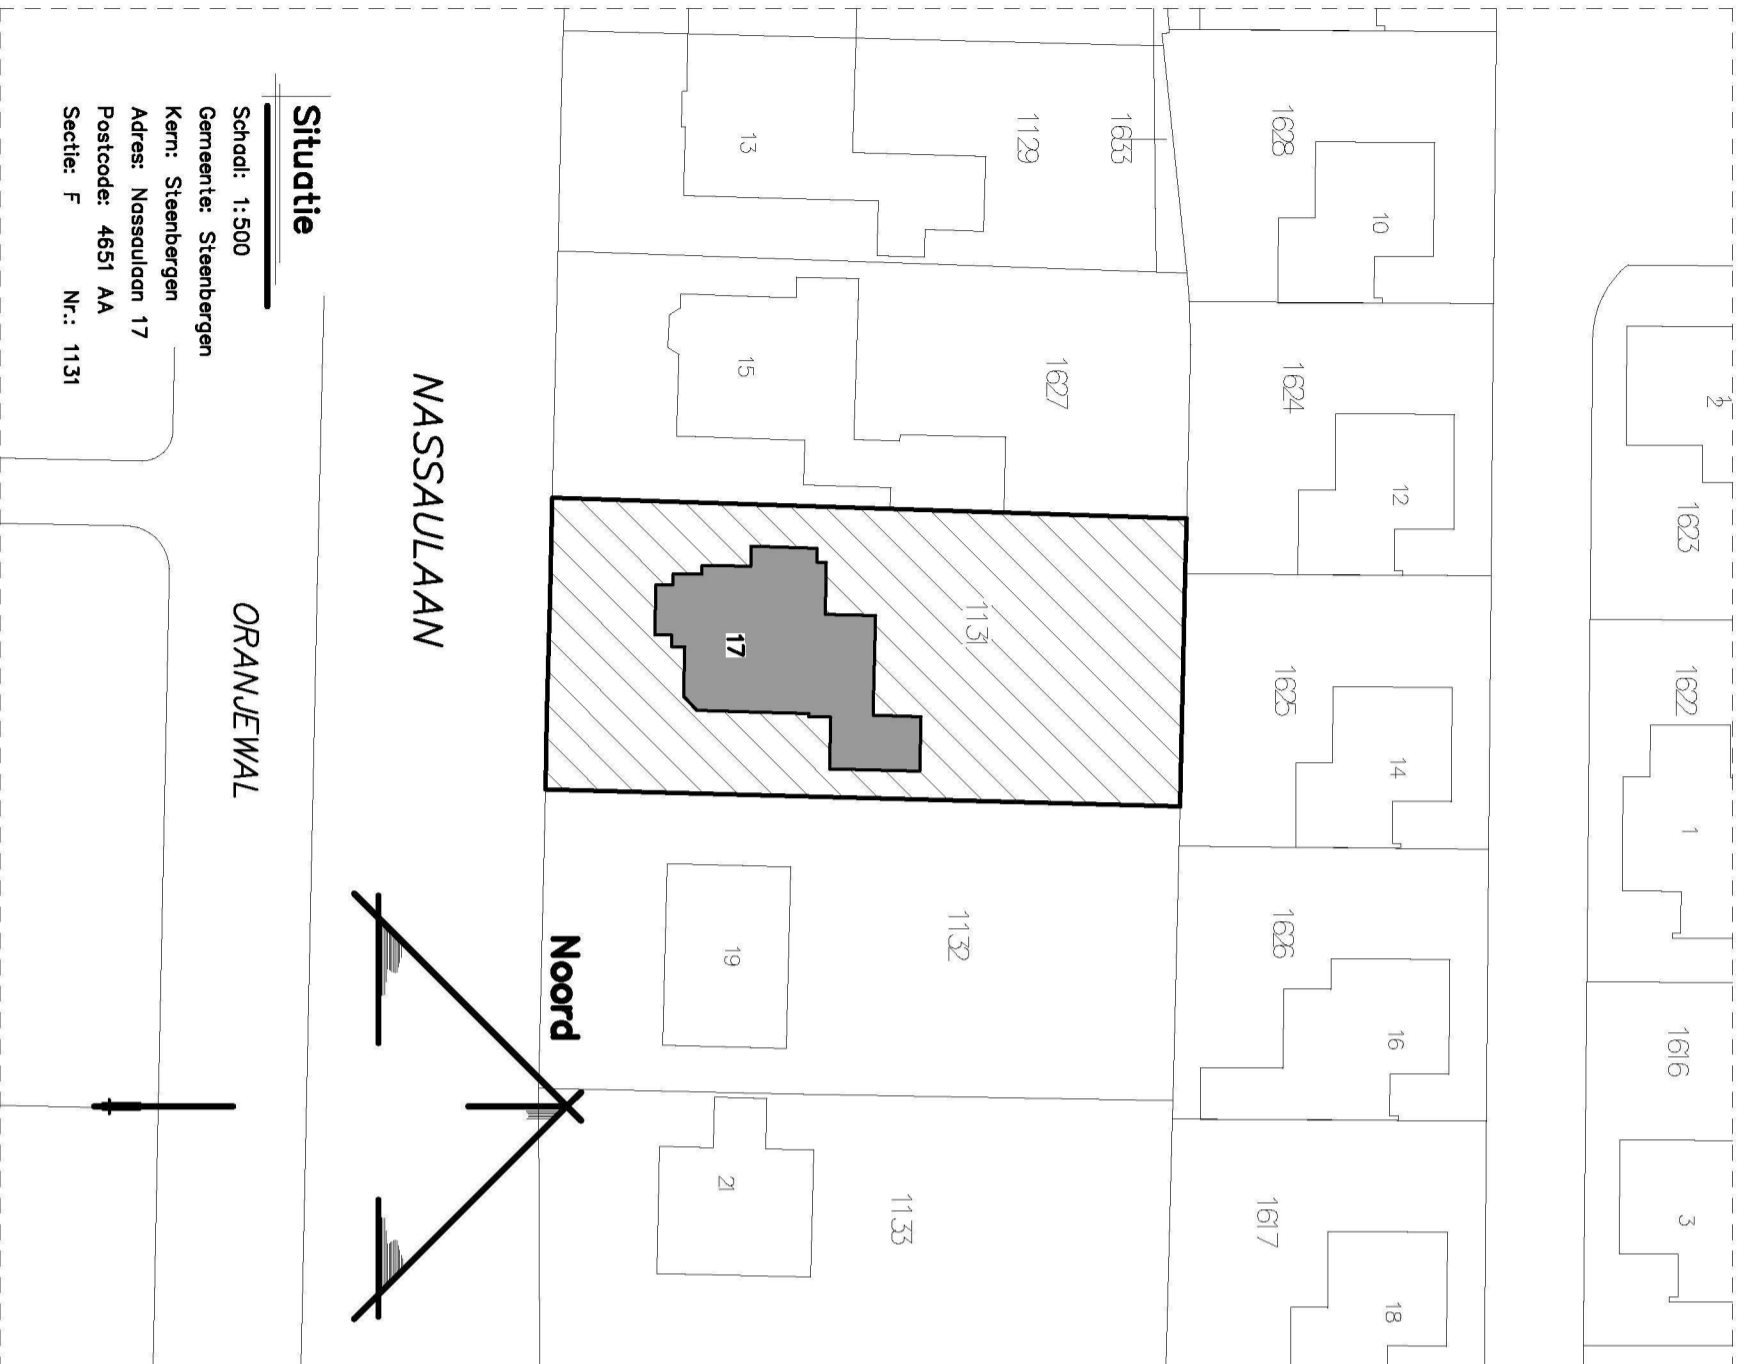 Situatie
Schaal: 1:500
Gemeente: Steenbergen
Kern: Steenbergen
Adres: Nassaulaan 17
Postcode: 4651 AA
Sectie: F Nr.: 1131
NASSAULAAN
ORANJEWAL
Noord
13
1129
1633
1628
10
15
1627
1624
12
2
1623
17
1131
1625
14
1622
1
19
1132
1626
16
1616
21
1133
1617
18
3